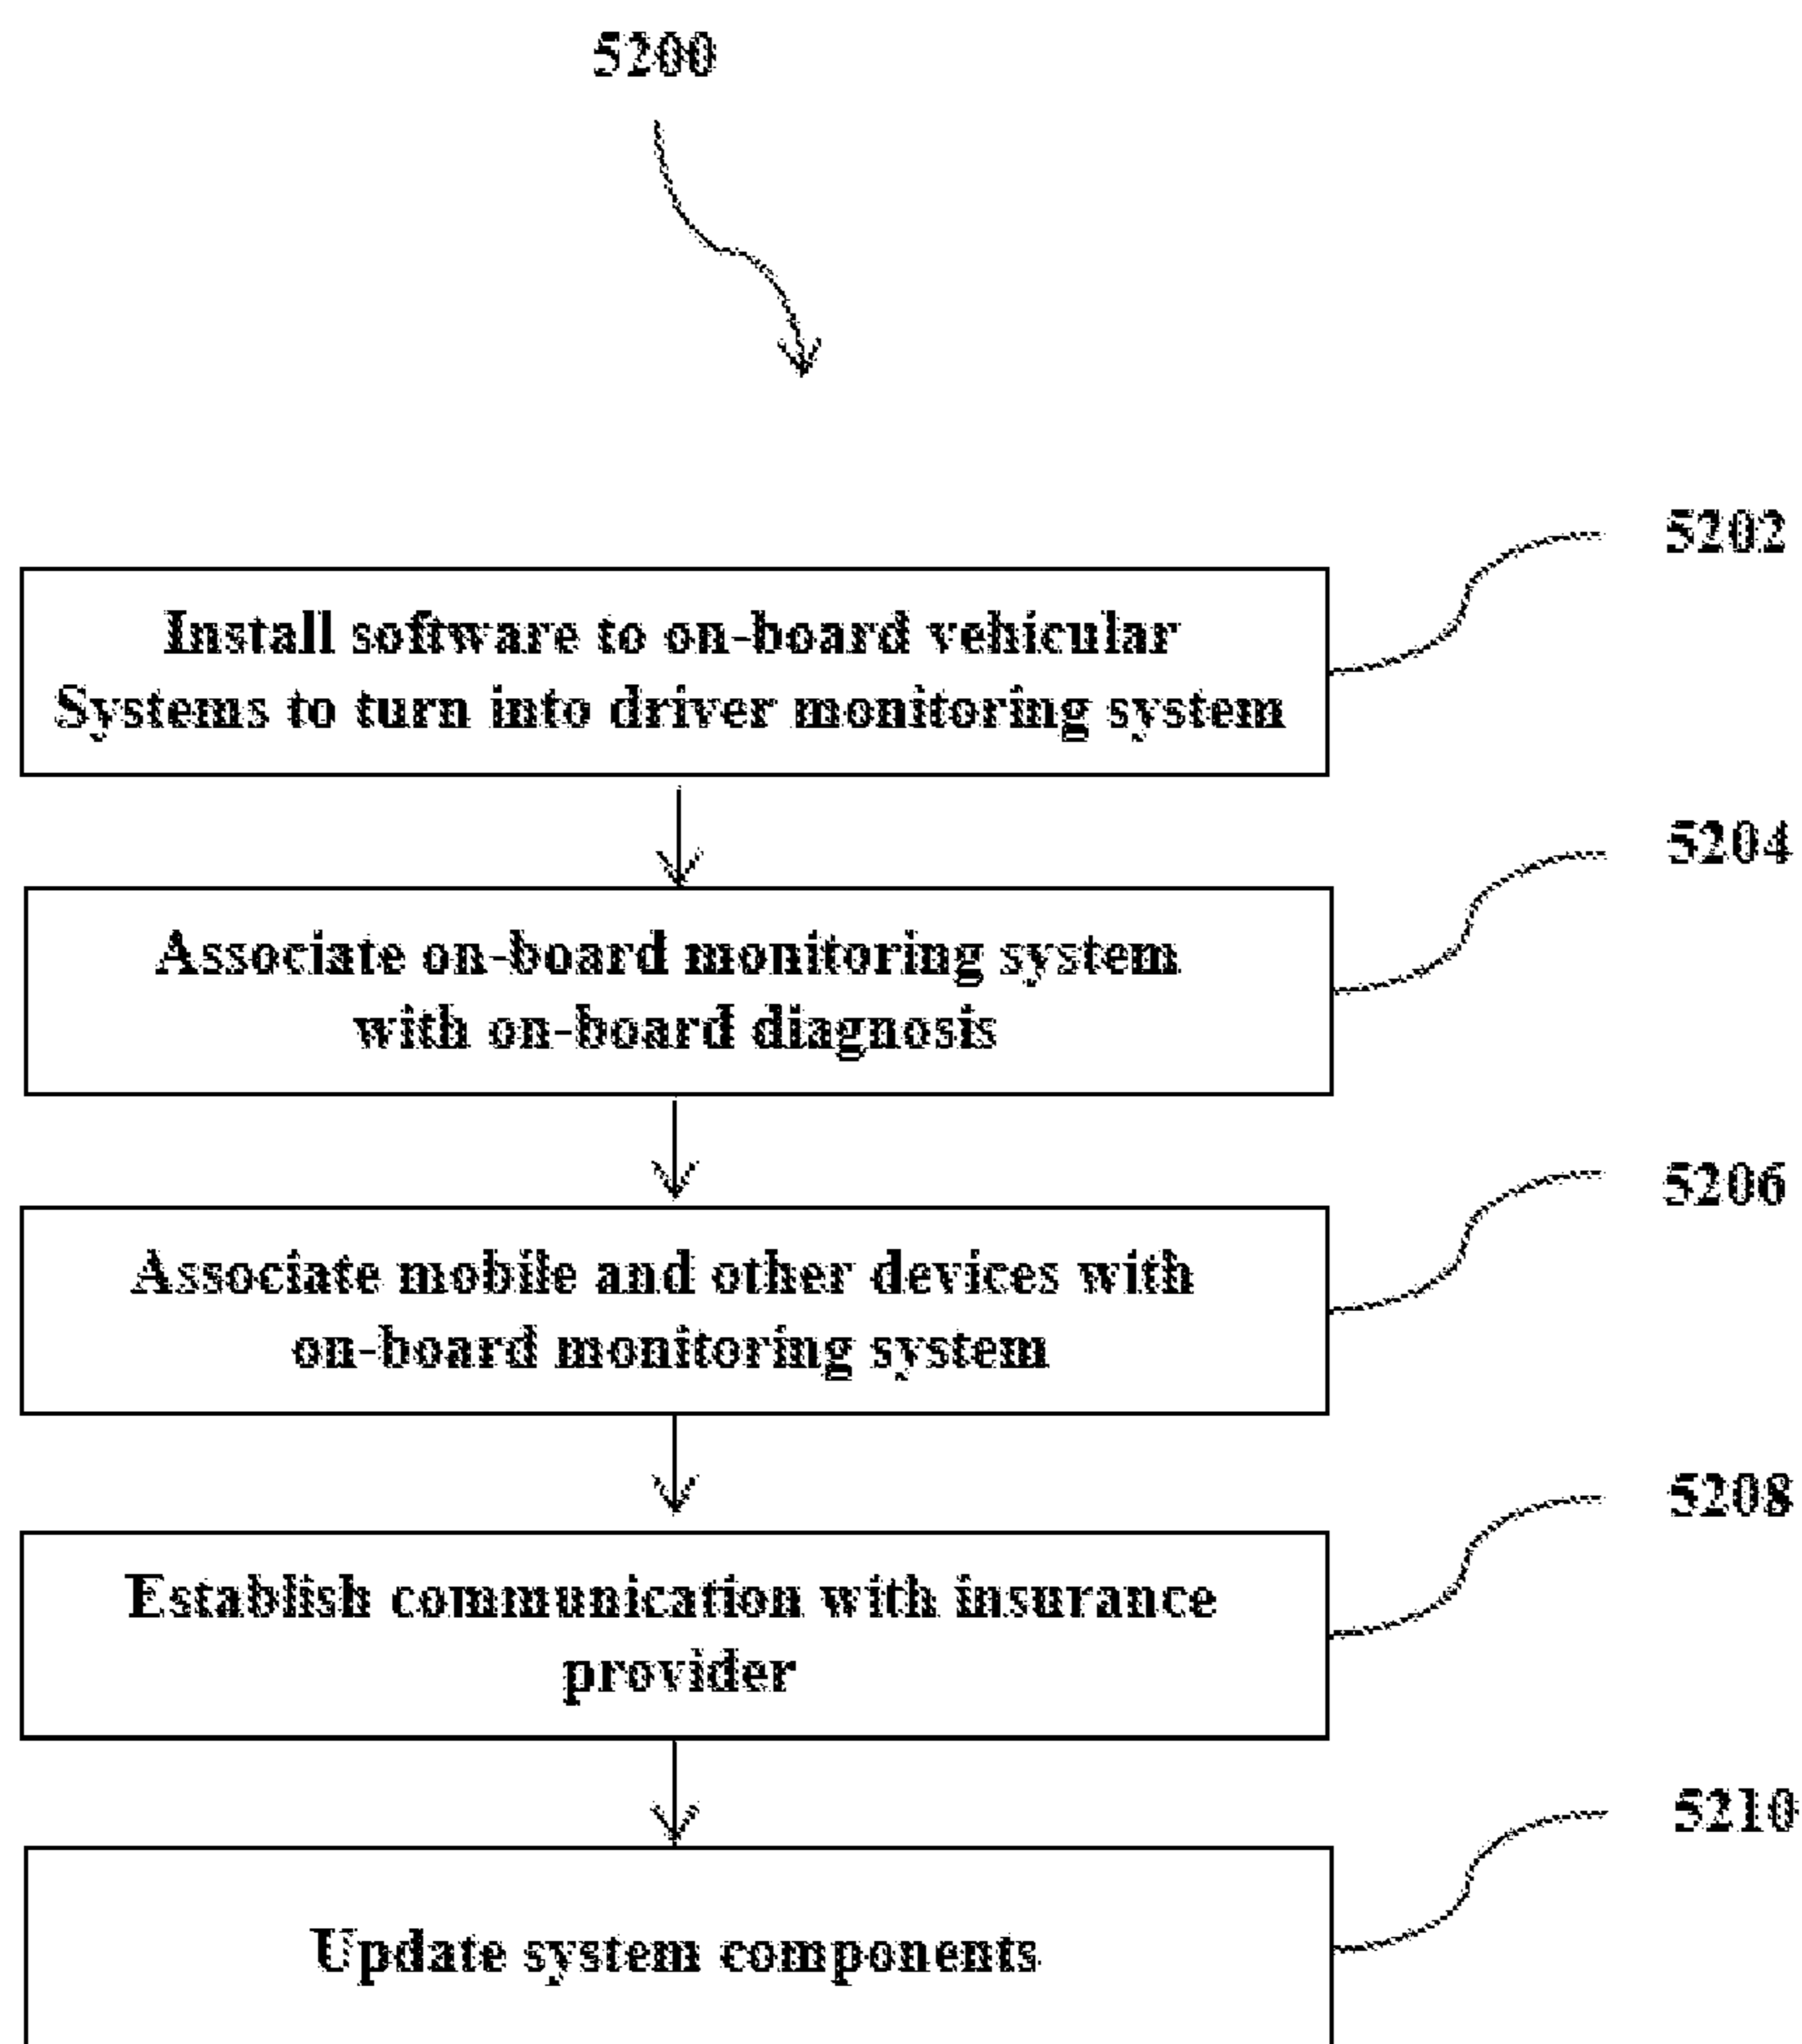 5200
5202
Install software to on-board vehicular
Systems to turn into driver monitoring system
5204
Associate on-board monitoring system
with on-board diagnosis
5206
Associate mobile and other devices with
on-board monitoring system
5208
Establish communication with insurance
provider
5210
Update system components